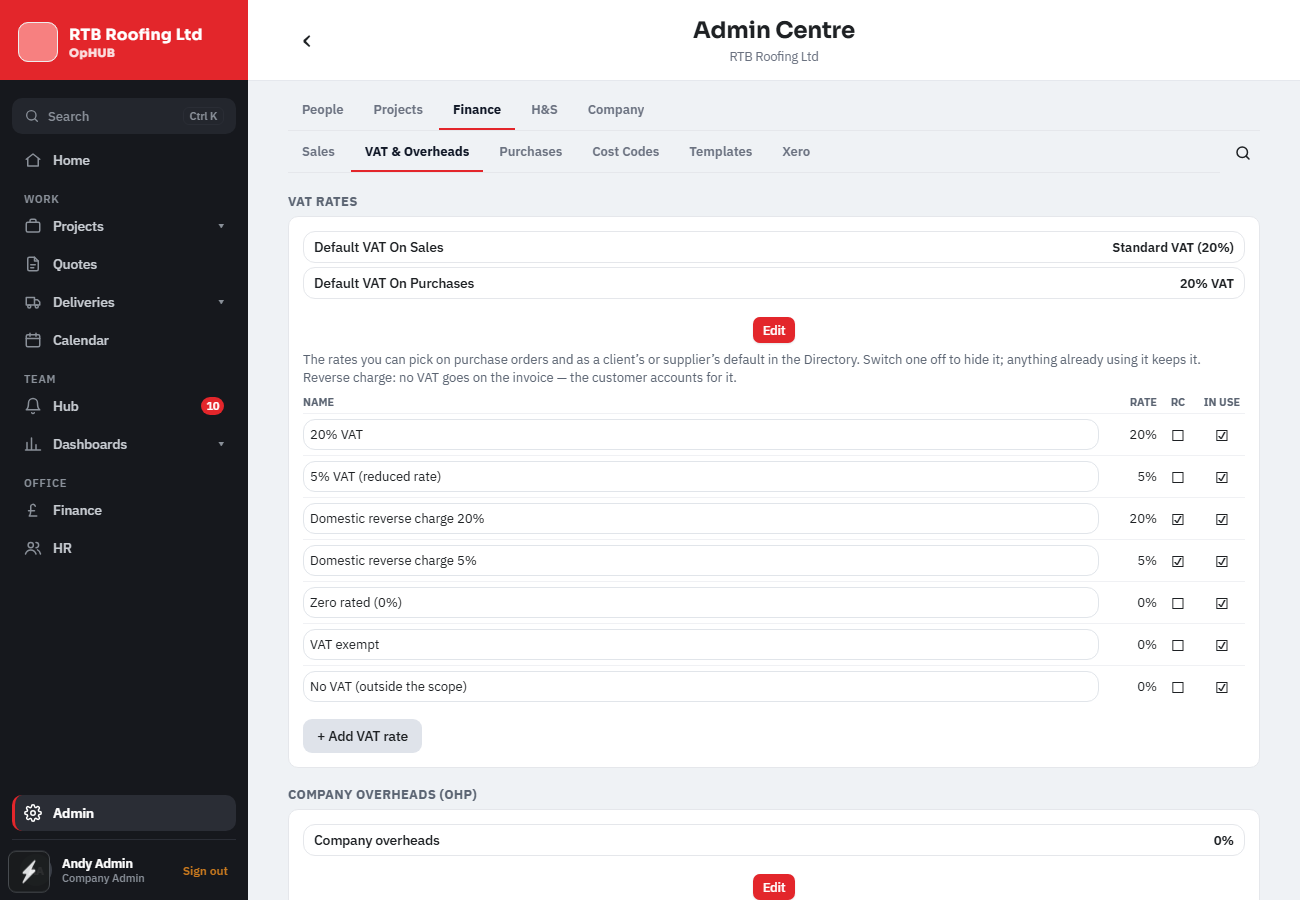 RTB Roofing Ltd
OpHUB
Search
Ctrl K
Home
WORK
Projects
Quotes
Deliveries
Calendar
TEAM
Hub
10
Dashboards
OFFICE
£ Finance
HR
Admin
Andy Admin
Company Admin
Sign out
Admin Centre
RTB Roofing Ltd
People Projects Finance H&S Company
Sales VAT & Overheads Purchases Cost Codes Templates Xero
VAT RATES
Default VAT On Sales Standard VAT (20%)
Default VAT On Purchases 20% VAT
Edit
The rates you can pick on purchase orders and as a client’s or supplier’s default in the Directory. Switch one off to hide it; anything already using it keeps it.
Reverse charge: no VAT goes on the invoice — the customer accounts for it.
NAME RATE RC IN USE
20% VAT 20%
5% VAT (reduced rate) 5%
Domestic reverse charge 20% 20%
Domestic reverse charge 5% 5%
Zero rated (0%) 0%
VAT exempt 0%
No VAT (outside the scope) 0%
+ Add VAT rate
COMPANY OVERHEADS (OHP)
Company overheads 0%
Edit